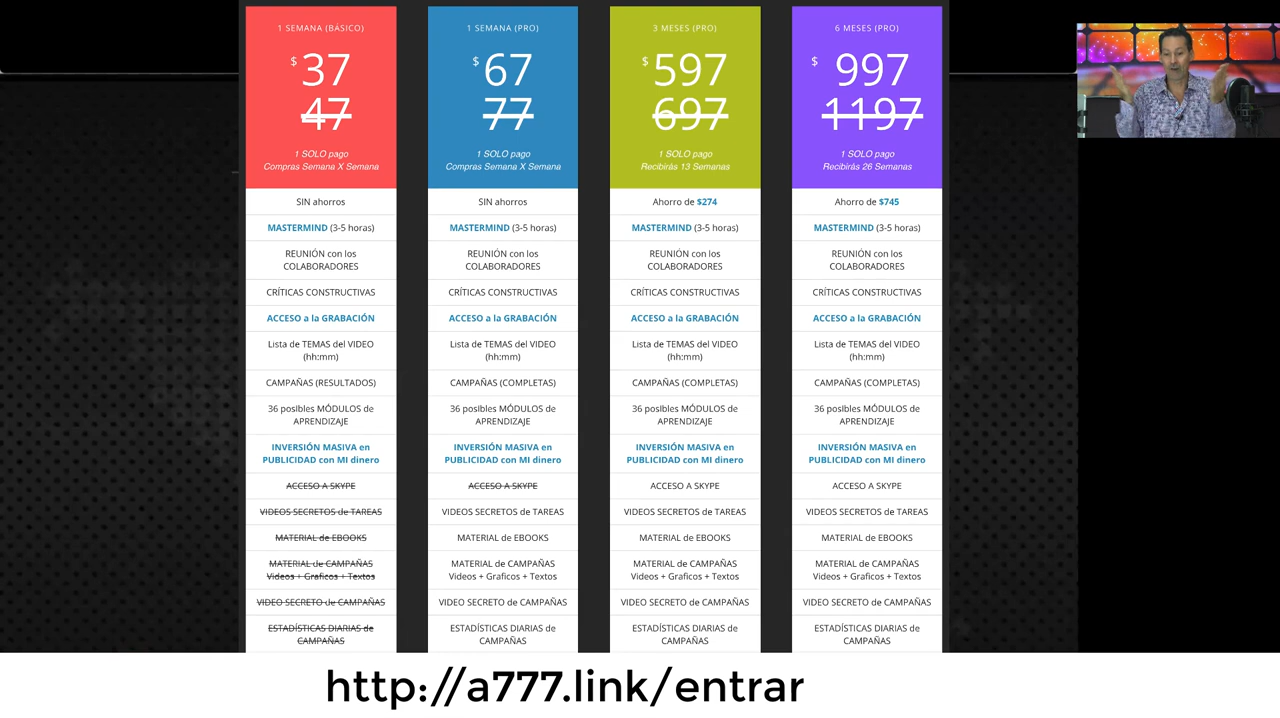 1 SEMANA (BÁSICO)
$ 37
47
1 SOLO pago
Compras Semana X Semana
SIN ahorros
MASTERMIND (3-5 horas)
REUNIÓN con los
COLABORADORES
CRÍTICAS CONSTRUCTIVAS
ACCESO a la GRABACIÓN
Lista de TEMAS del VIDEO
(hh:mm)
CAMPAÑAS (RESULTADOS)
36 posibles MÓDULOS de
APRENDIZAJE
INVERSIÓN MASIVA en
PUBLICIDAD con MI dinero
ACCESO A SKYPE
VIDEOS SECRETOS de TAREAS
MATERIAL de EBOOKS
MATERIAL de CAMPAÑAS
Videos + Graficos + Textos
VIDEO SECRETO de CAMPAÑAS
ESTADÍSTICAS DIARIAS de
CAMPAÑAS
1 SEMANA (PRO)
$ 67
77
1 SOLO pago
Compras Semana X Semana
SIN ahorros
MASTERMIND (3-5 horas)
REUNIÓN con los
COLABORADORES
CRÍTICAS CONSTRUCTIVAS
ACCESO a la GRABACIÓN
Lista de TEMAS del VIDEO
(hh:mm)
CAMPAÑAS (COMPLETAS)
36 posibles MÓDULOS de
APRENDIZAJE
INVERSIÓN MASIVA en
PUBLICIDAD con MI dinero
ACCESO A SKYPE
VIDEOS SECRETOS de TAREAS
MATERIAL de EBOOKS
MATERIAL de CAMPAÑAS
Videos + Graficos + Textos
VIDEO SECRETO de CAMPAÑAS
ESTADÍSTICAS DIARIAS de
CAMPAÑAS
3 MESES (PRO)
$ 597
697
1 SOLO pago
Recibirás 13 Semanas
Ahorro de $274
MASTERMIND (3-5 horas)
REUNIÓN con los
COLABORADORES
CRÍTICAS CONSTRUCTIVAS
ACCESO a la GRABACIÓN
Lista de TEMAS del VIDEO
(hh:mm)
CAMPAÑAS (COMPLETAS)
36 posibles MÓDULOS de
APRENDIZAJE
INVERSIÓN MASIVA en
PUBLICIDAD con MI dinero
ACCESO A SKYPE
VIDEOS SECRETOS de TAREAS
MATERIAL de EBOOKS
MATERIAL de CAMPAÑAS
Videos + Graficos + Textos
VIDEO SECRETO de CAMPAÑAS
ESTADÍSTICAS DIARIAS de
CAMPAÑAS
6 MESES (PRO)
$ 997
1197
1 SOLO pago
Recibirás 26 Semanas
Ahorro de $745
MASTERMIND (3-5 horas)
REUNIÓN con los
COLABORADORES
CRÍTICAS CONSTRUCTIVAS
ACCESO a la GRABACIÓN
Lista de TEMAS del VIDEO
(hh:mm)
CAMPAÑAS (COMPLETAS)
36 posibles MÓDULOS de
APRENDIZAJE
INVERSIÓN MASIVA en
PUBLICIDAD con MI dinero
ACCESO A SKYPE
VIDEOS SECRETOS de TAREAS
MATERIAL de EBOOKS
MATERIAL de CAMPAÑAS
Videos + Graficos + Textos
VIDEO SECRETO de CAMPAÑAS
ESTADÍSTICAS DIARIAS de
CAMPAÑAS
http://a777.link/entrar